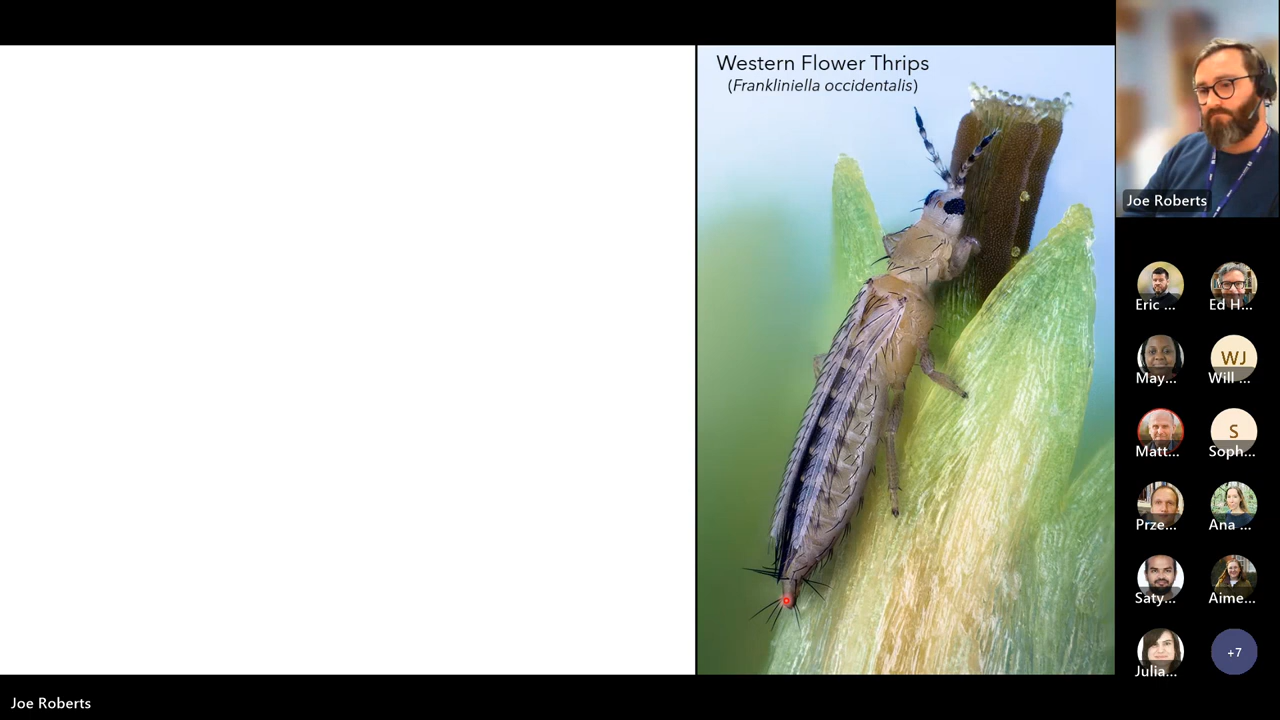 Western Flower Thrips
(Frankliniella occidentalis)
Joe Roberts
Eric ...
Ed H...
May...
WJ
Will ...
Matt...
S
Soph...
Prze...
Ana ...
Saty...
Aime...
Julia...
+7
Joe Roberts